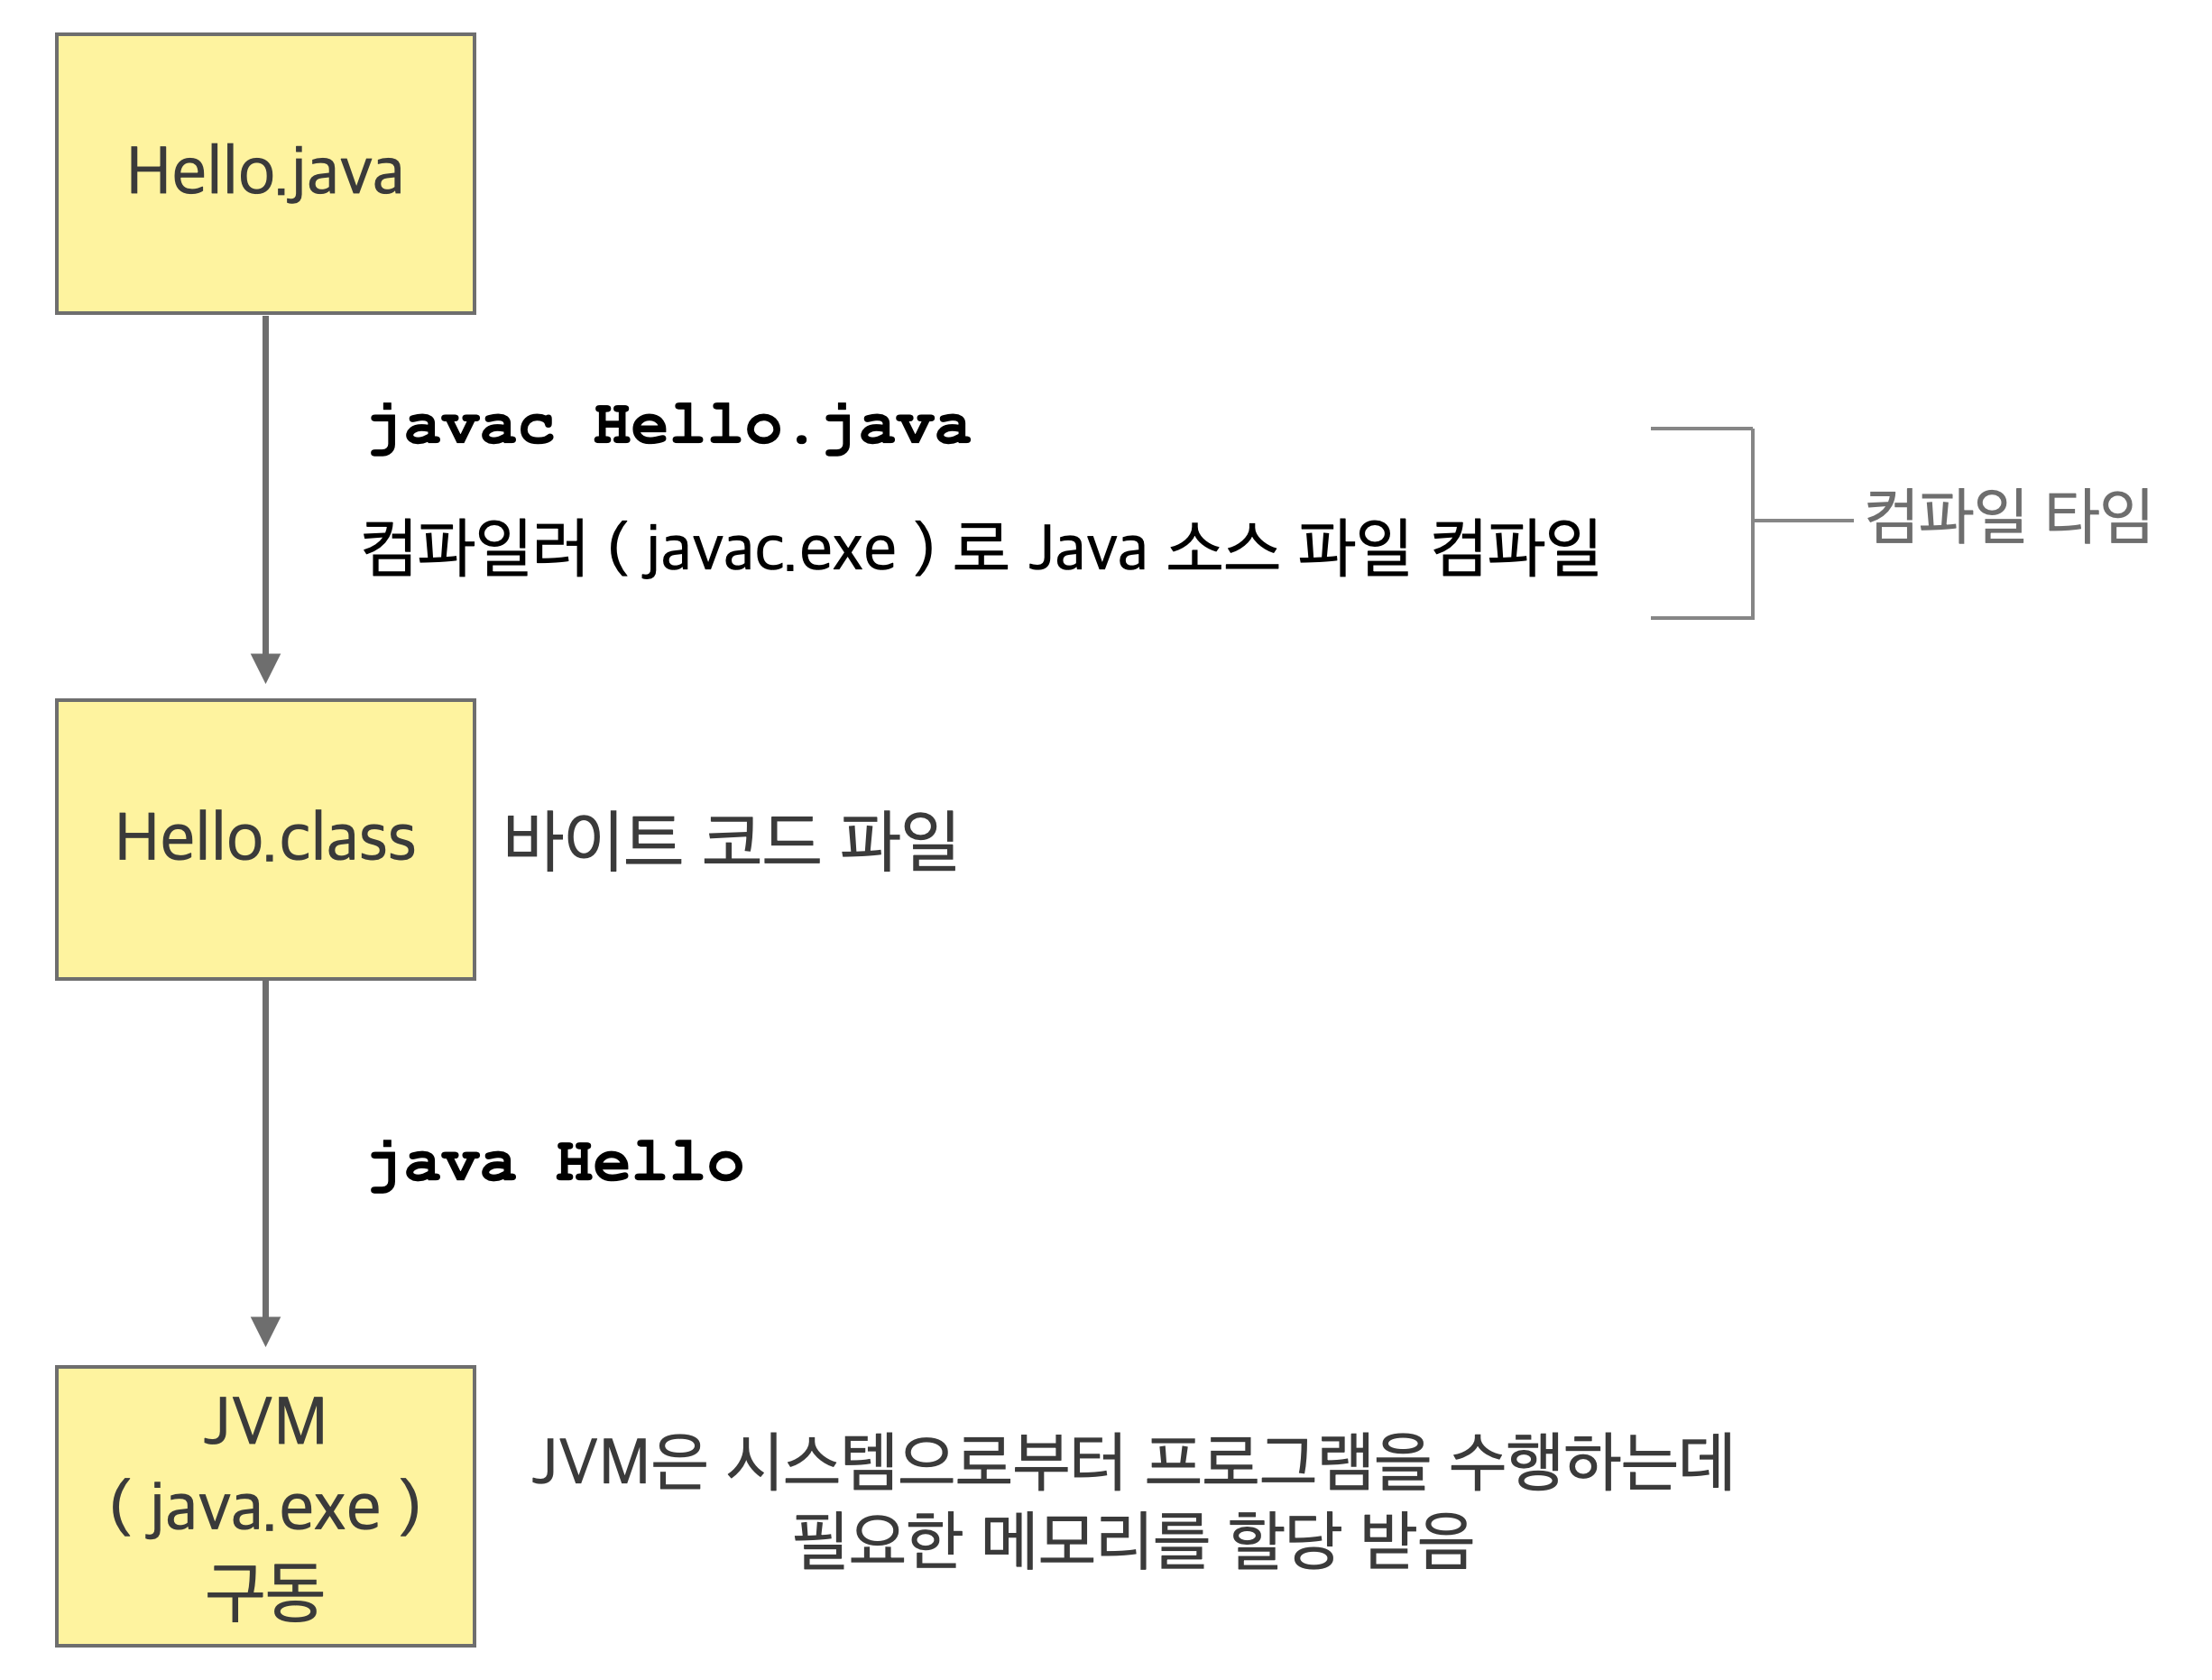 Hello.java
javac Hello.java
컴파일러 ( javac.exe ) 로 Java 소스 파일 컴파일
컴파일 타임
Hello.class
바이트 코드 파일
java Hello
JVM
( java.exe )
구동
JVM은 시스템으로부터 프로그램을 수행하는데
필요한 메모리를 할당 받음